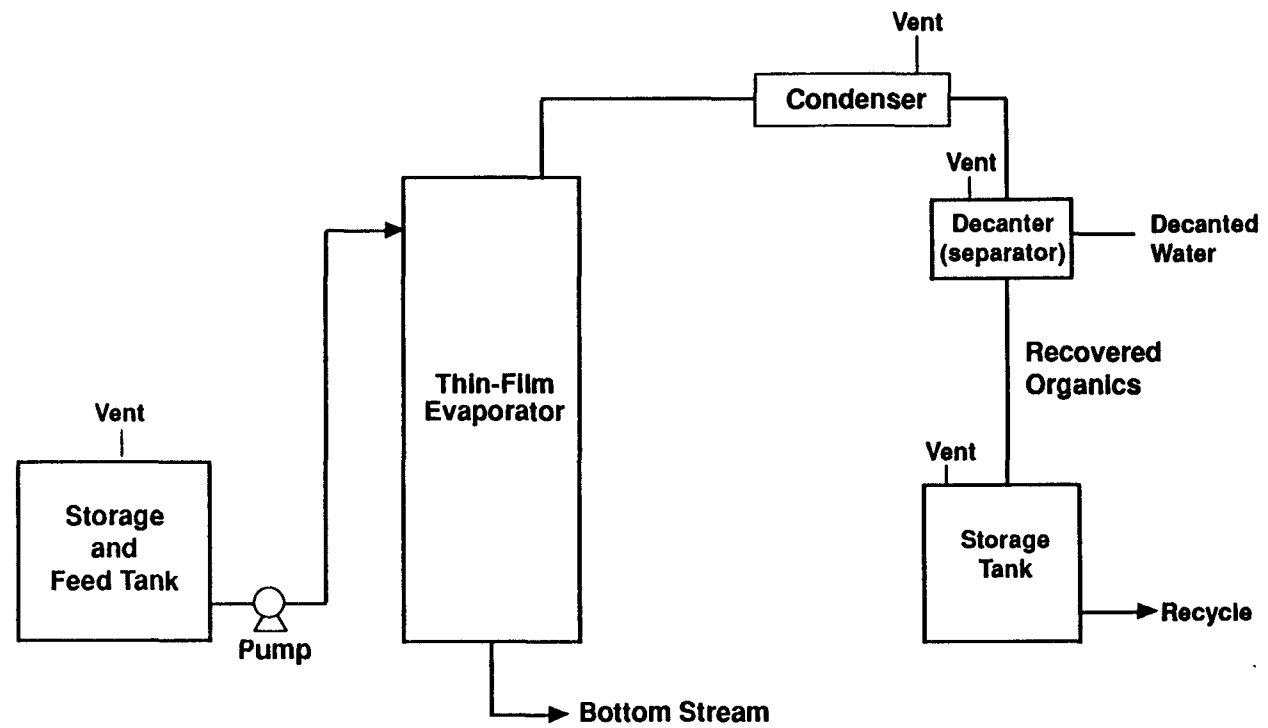 Vent
Condenser
Vent
Decanter
(separator)
Decanted
Water
Thin-Film
Evaporator
Recovered
Organics
Vent
Storage
and
Feed Tank
Pump
Vent
Storage
Tank
Recycle
Bottom Stream